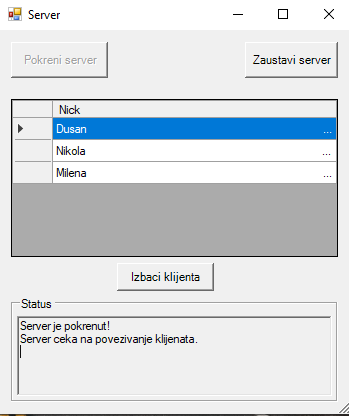 Server
Pokreni server
Zaustavi server
Nick
Dusan ...
Nikola ...
Milena ...
Izbaci klijenta
Status
Server je pokrenut!
Server ceka na povezivanje klijenata.